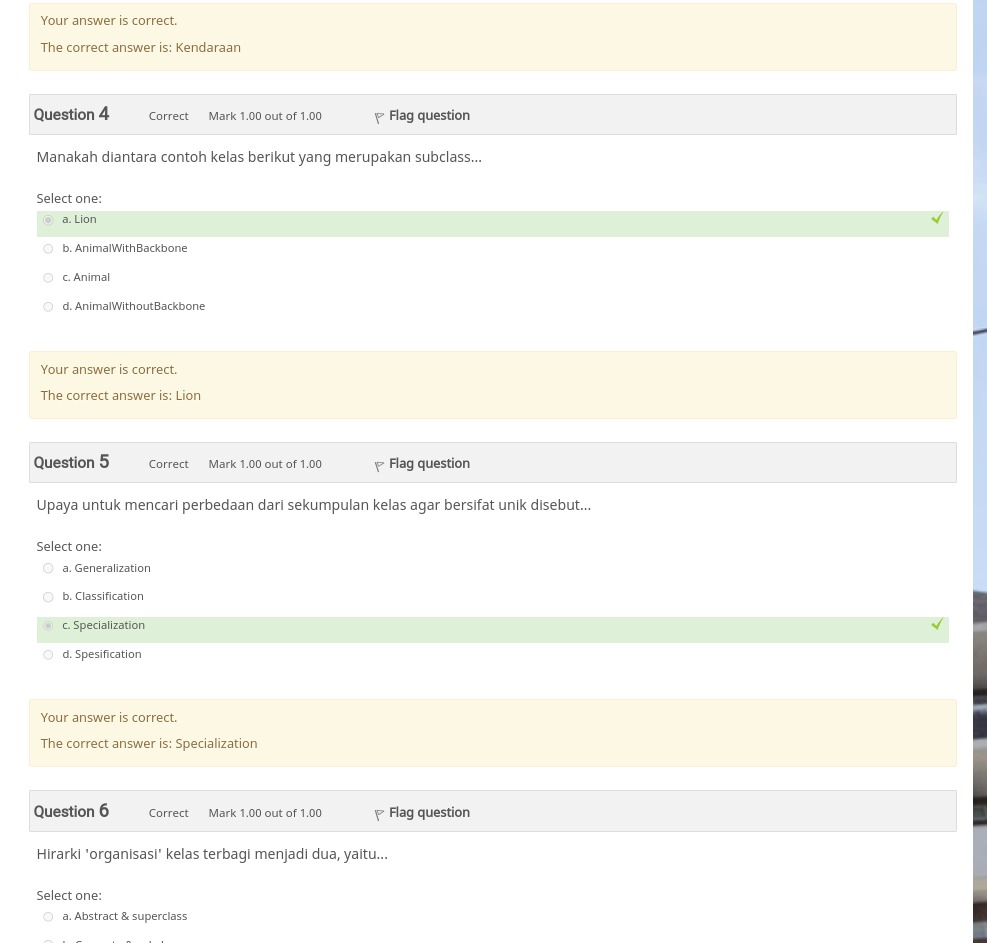 Your answer is correct.
The correct answer is: Kendaraan
Question 4 Correct Mark 1.00 out of 1.00 Flag question
Manakah diantara contoh kelas berikut yang merupakan subclass...
Select one:
a. Lion
b. AnimalWithBackbone
c. Animal
d. AnimalWithoutBackbone
Your answer is correct.
The correct answer is: Lion
Question 5 Correct Mark 1.00 out of 1.00 Flag question
Upaya untuk mencari perbedaan dari sekumpulan kelas agar bersifat unik disebut...
Select one:
a. Generalization
b. Classification
c. Specialization
d. Spesification
Your answer is correct.
The correct answer is: Specialization
Question 6 Correct Mark 1.00 out of 1.00 Flag question
Hirarki 'organisasi' kelas terbagi menjadi dua, yaitu...
Select one:
a. Abstract & superclass